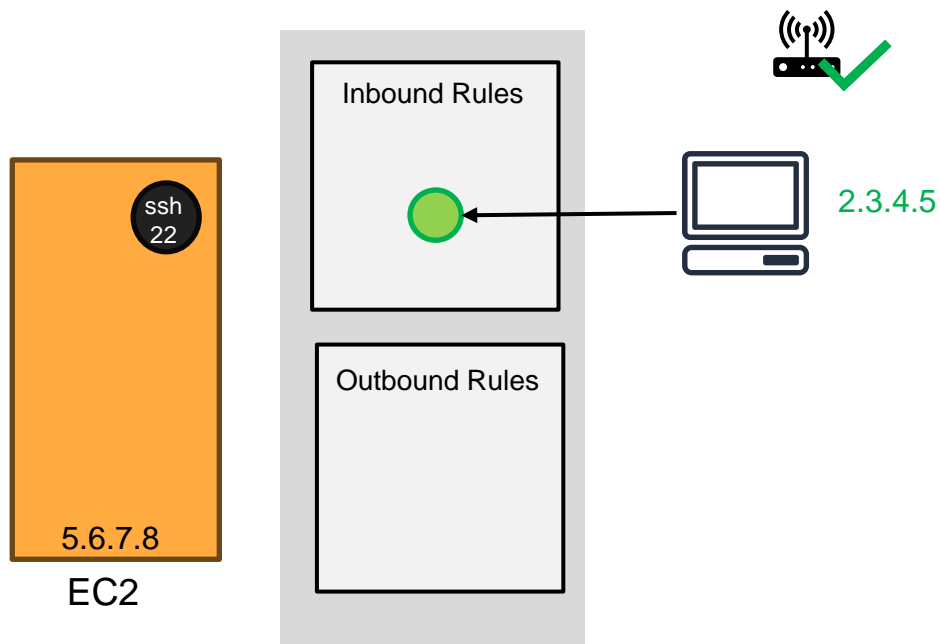 Inbound Rules
ssh
22
2.3.4.5
Outbound Rules
5.6.7.8
EC2